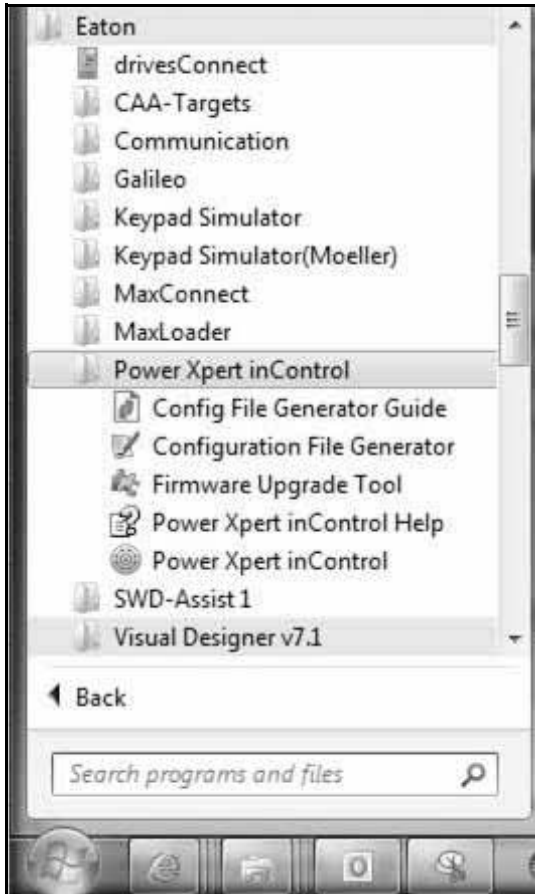 Eaton
drivesConnect
CAA-Targets
Communication
Galileo
Keypad Simulator
Keypad Simulator(Moeller)
MaxConnect
MaxLoader
Power Xpert inControl
Config File Generator Guide
Configuration File Generator
Firmware Upgrade Tool
Power Xpert inControl Help
Power Xpert inControl
SWD-Assist 1
Visual Designer v7.1
Back
Search programs and files